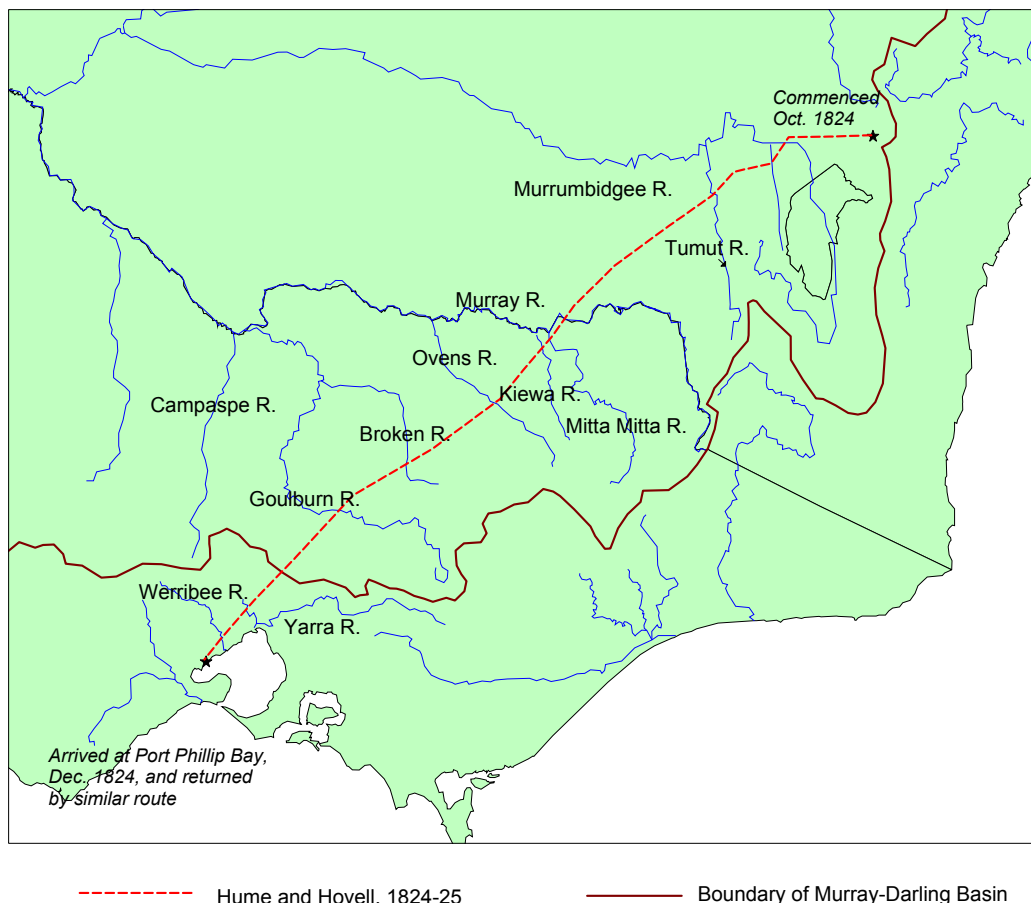 Commenced
Oct. 1824
Murrumbidgee R.
Tumut R.
Murray R.
Ovens R.
Kiewa R.
Campaspe R.
Mitta Mitta R.
Broken R.
Goulburn R.
Werribee R.
Yarra R.
Arrived at Port Phillip Bay,
Dec. 1824, and returned
by similar route
Hume and Hovell, 1824-25
Boundary of Murray-Darling Basin